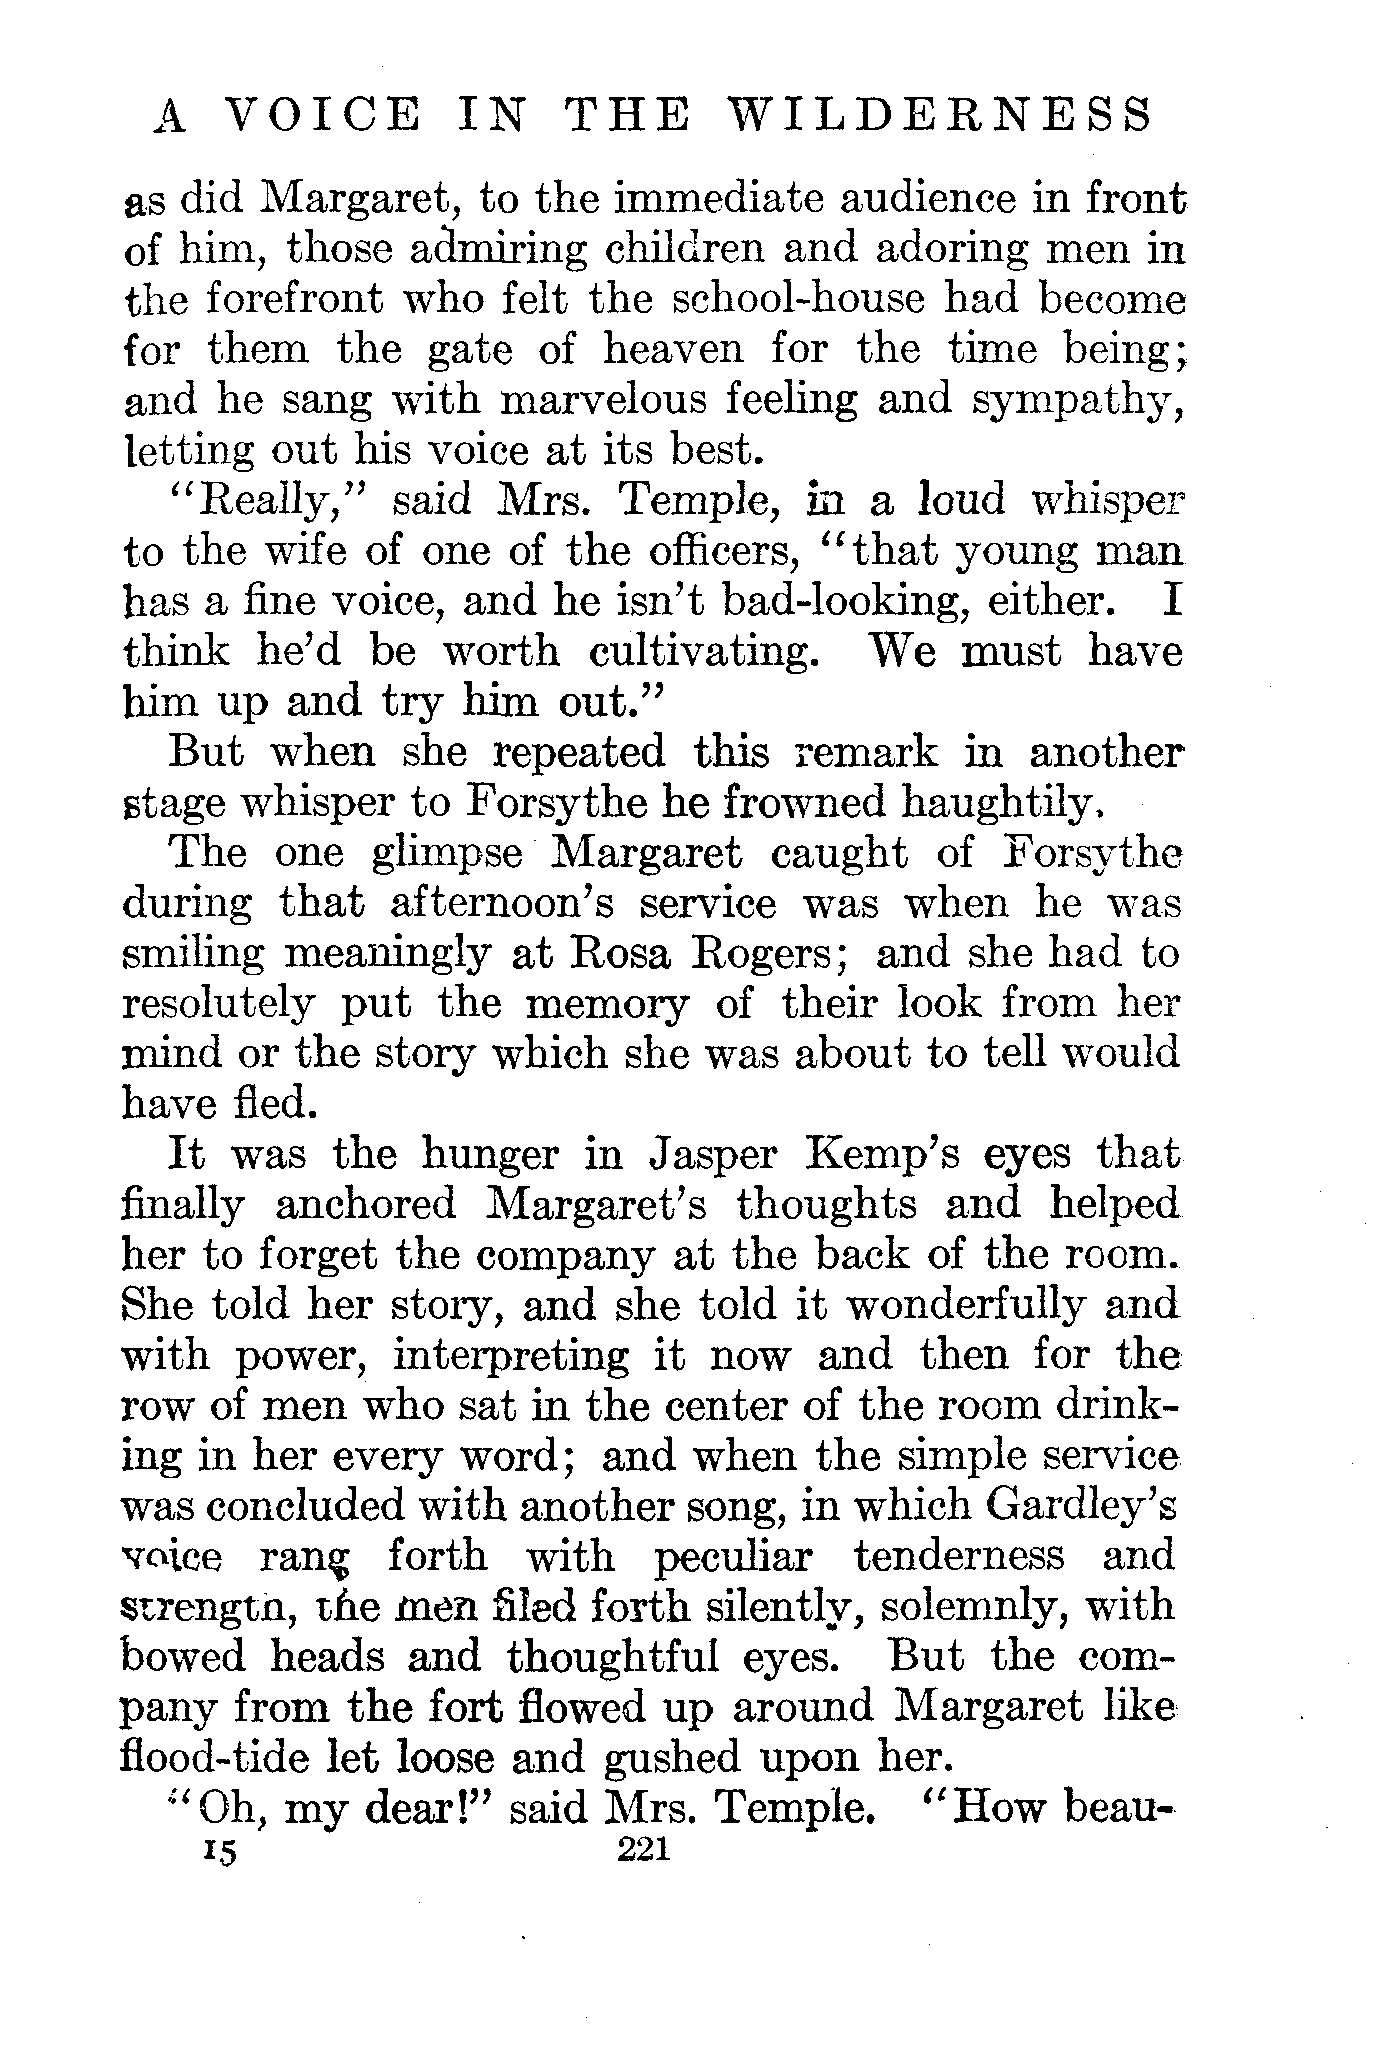 A VOICE IN THE WILDERNESS
as did Margaret, to the immediate audience in front
of him, those admiring children and adoring men in
the forefront who felt the school-house had become
for them the gate of heaven for the time being;
and he sang with marvelous feeling and sympathy,
letting out his voice at its best.
"Really," said Mrs. Temple, in a loud whisper
to the wife of one of the officers, "that young man
has a fine voice, and he isn't bad-looking, either. I
think he'd be worth cultivating. We must have
him up and try him out."
But when she repeated this remark in another
stage whisper to Forsythe he frowned haughtily.
The one glimpse Margaret caught of Forsythe
during that afternoon's service was when he was
smiling meaningly at Rosa Rogers; and she had to
resolutely put the memory of their look from her
mind or the story which she was about to tell would
have fled.
It was the hunger in Jasper Kemp's eyes that
finally anchored Margaret's thoughts and helped
her to forget the company at the back of the room.
She told her story, and she told it wonderfully and
with power, interpreting it now and then for the
row of men who sat in the center of the room drink-
ing in her every word; and when the simple service
was concluded with another song, in which Gardley's
voice rang forth with peculiar tenderness and
strength, the men filed forth silently, solemnly, with
bowed heads and thoughtful eyes. But the com-
pany from the fort flowed up around Margaret like
flood-tide let loose and gushed upon her.
"Oh, my dear!" said Mrs. Temple. "How beau-
15 221